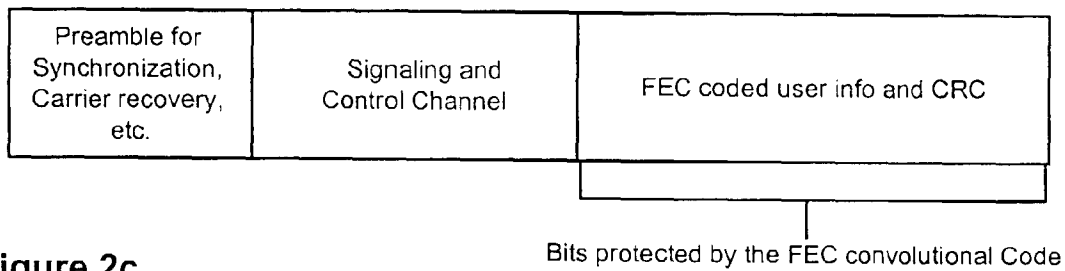 Preamble for
Synchronization,
Carrier recovery,
etc.
Signaling and
Control Channel
FEC coded user info and CRC
Bits protected by the FEC convolutional Code
igure 2c